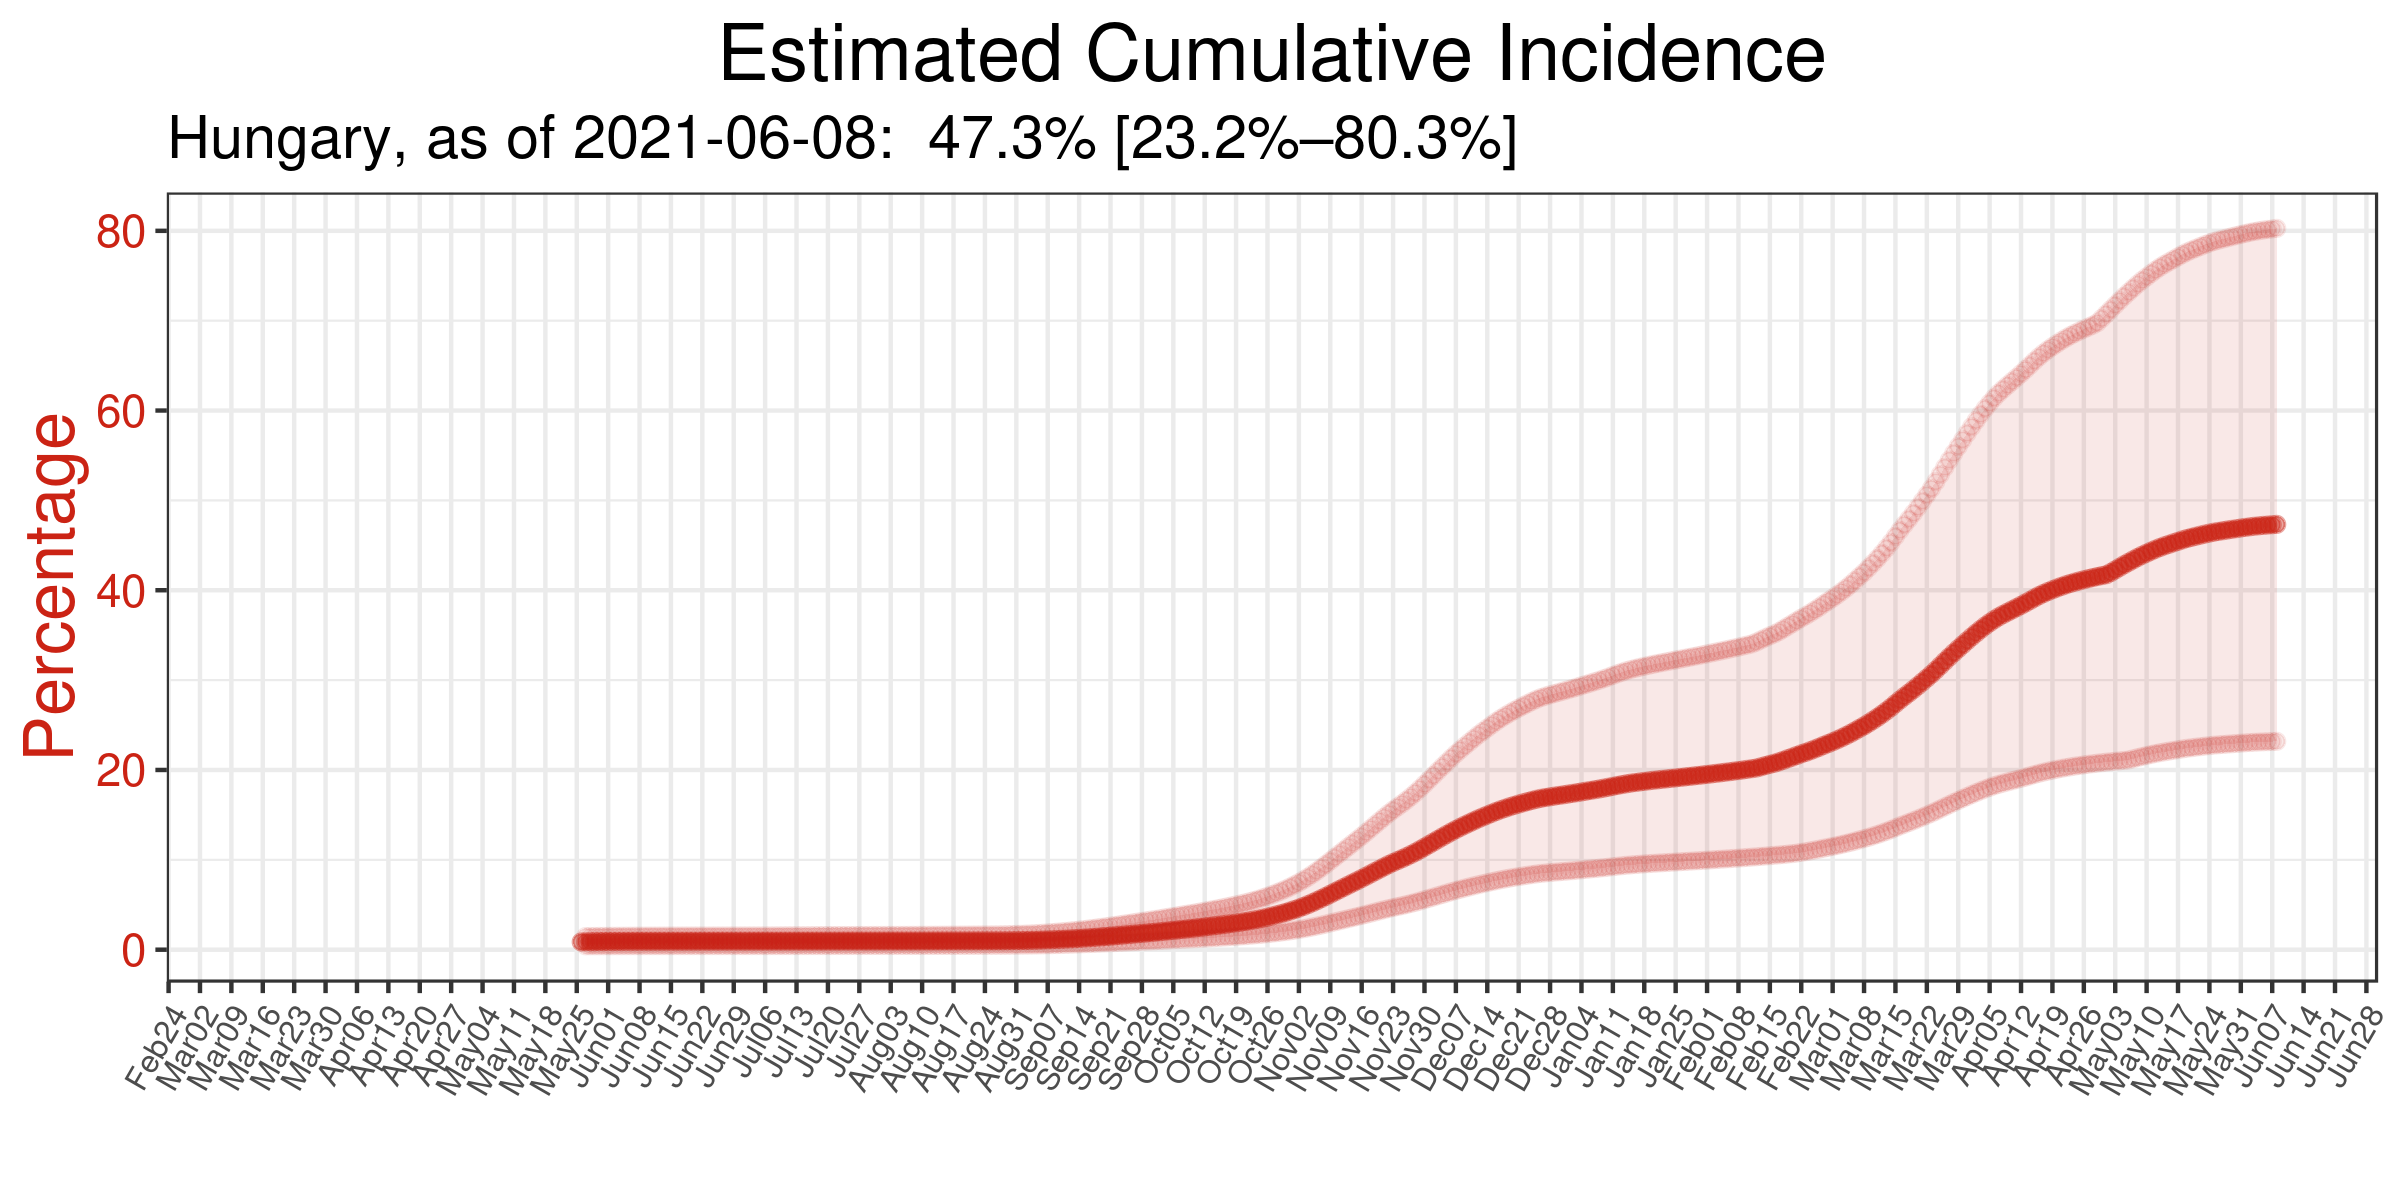 Estimated Cumulative Incidence
Hungary, as of 2021-06-08:  47.3% [23.2%–80.3%]
Percentage
80
60
40
20
0
Feb24
Mar02
Mar09
Mar16
Mar23
Mar30
Apr06
Apr13
Apr20
Apr27
May04
May11
May18
May25
Jun01
Jun08
Jun15
Jun22
Jun29
Jul06
Jul13
Jul20
Jul27
Aug03
Aug10
Aug17
Aug24
Aug31
Sep07
Sep14
Sep21
Sep28
Oct05
Oct12
Oct19
Oct26
Nov02
Nov09
Nov16
Nov23
Nov30
Dec07
Dec14
Dec21
Dec28
Jan04
Jan11
Jan18
Jan25
Feb01
Feb08
Feb15
Feb22
Mar01
Mar08
Mar15
Mar22
Mar29
Apr05
Apr12
Apr19
Apr26
May03
May10
May17
May24
May31
Jun07
Jun14
Jun21
Jun28